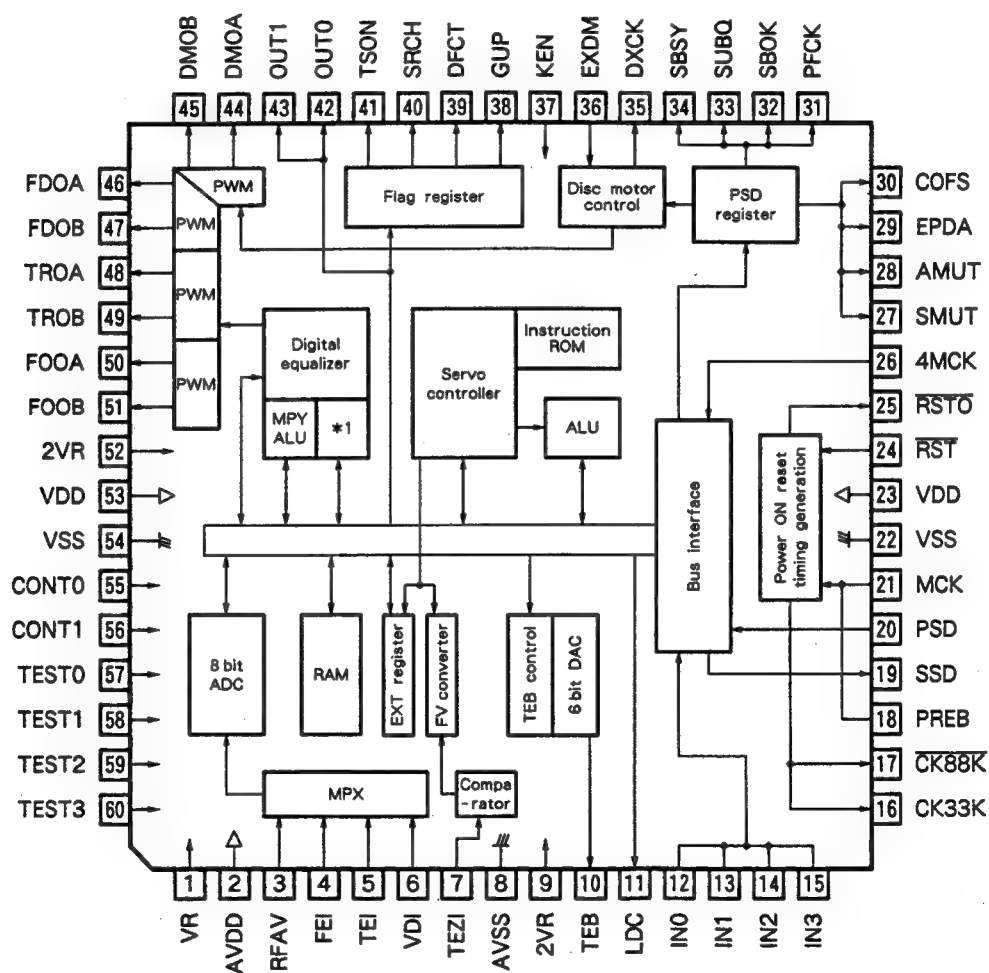 DMOB DMOA OUT1 OUT0 TSON SRCH DFCT GUP KEN EXDM DXCK SBSY SUBQ SBOK PFCK
45 44 43 42 41 40 39 38 37 36 35 34 33 32 31
FDOA 46
FDOB 47
TROA 48
TROB 49
FOOA 50
FOOB 51
2VR 52
VDD 53
VSS 54
CONT0 55
CONT1 56
TEST0 57
TEST1 58
TEST2 59
TEST3 60
PWM
PWM
PWM
PWM
Flag register
Disc motor
control
PSD
register
Digital
equalizer
MPY
ALU
*1
Servo
controller
Instruction
ROM
ALU
Bus interface
Power ON reset
timing generation
8 bit
ADC
RAM
EXT register
FV converter
TEB control
6 bit DAC
MPX
Compa
-rator
30 COFS
29 EPDA
28 AMUT
27 SMUT
26 4MCK
25 RSTO
24 RST
23 VDD
22 VSS
21 MCK
20 PSD
19 SSD
18 PREB
17 CK88K
16 CK33K
1 2 3 4 5 6 7 8 9 10 11 12 13 14 15
VR AVDD RFAV FEI TEI VDI TEZI AVSS 2VR TEB LDC IN0 IN1 IN2 IN3